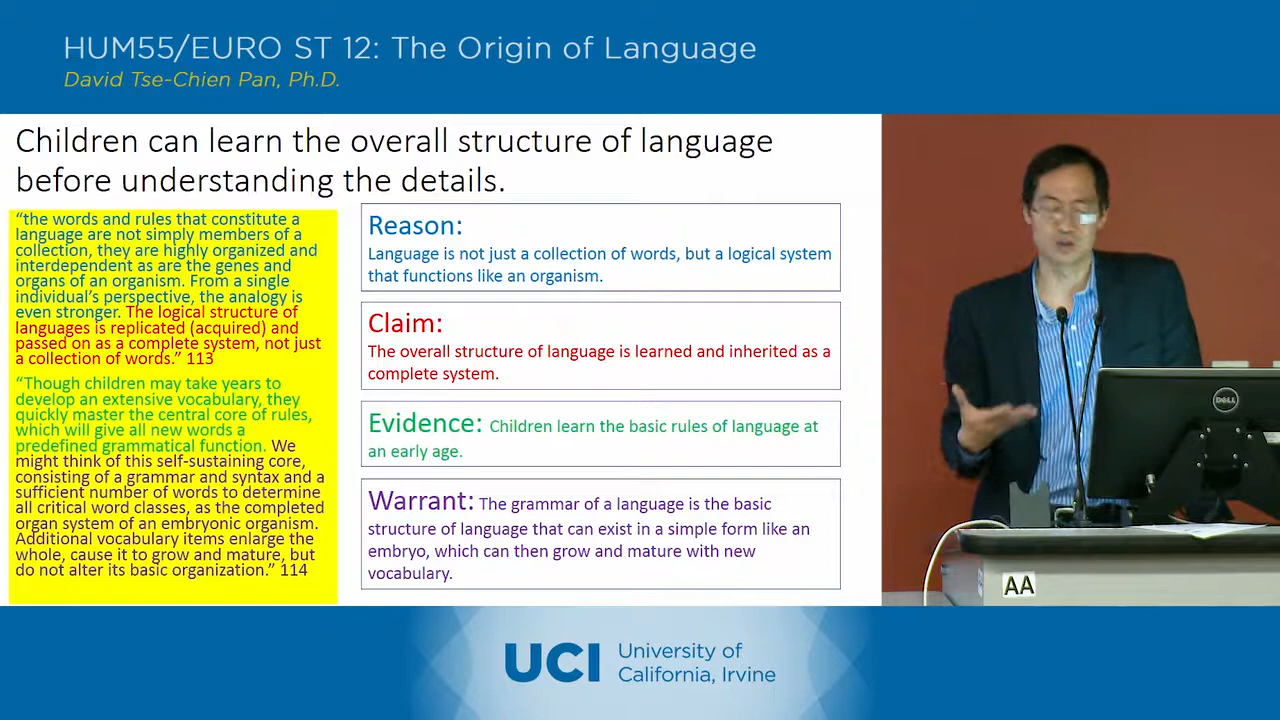 HUM55/EURO ST 12: The Origin of Language
David Tse-Chien Pan, Ph.D.
Children can learn the overall structure of language
before understanding the details.
“the words and rules that constitute a
language are not simply members of a
collection, they are highly organized and
interdependent as are the genes and
organs of an organism. From a single
individual’s perspective, the analogy is
even stronger. The logical structure of
languages is replicated (acquired) and
passed on as a complete system, not just
a collection of words.” 113
“Though children may take years to
develop an extensive vocabulary, they
quickly master the central core of rules,
which will give all new words a
predefined grammatical function. We
might think of this self-sustaining core,
consisting of a grammar and syntax and a
sufficient number of words to determine
all critical word classes, as the completed
organ system of an embryonic organism.
Additional vocabulary items enlarge the
whole, cause it to grow and mature, but
do not alter its basic organization.” 114
Reason:
Language is not just a collection of words, but a logical system
that functions like an organism.
Claim:
The overall structure of language is learned and inherited as a
complete system.
Evidence: Children learn the basic rules of language at
an early age.
Warrant: The grammar of a language is the basic
structure of language that can exist in a simple form like an
embryo, which can then grow and mature with new
vocabulary.
DELL
AA
UCI University of
California, Irvine